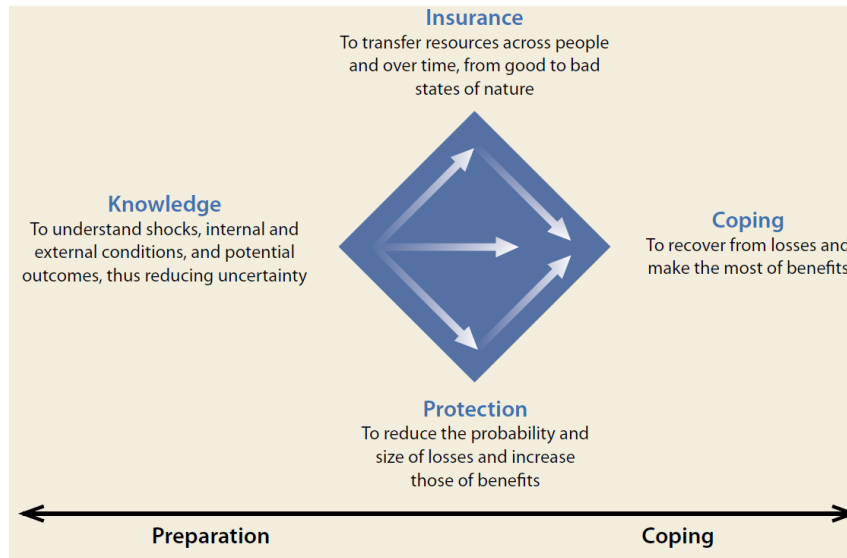 Insurance
To transfer resources across people
and over time, from good to bad
states of nature
Knowledge
To understand shocks, internal and
external conditions, and potential
outcomes, thus reducing uncertainty
Coping
To recover from losses and
make the most of benefits
Protection
To reduce the probability and
size of losses and increase
those of benefits
Preparation
Coping